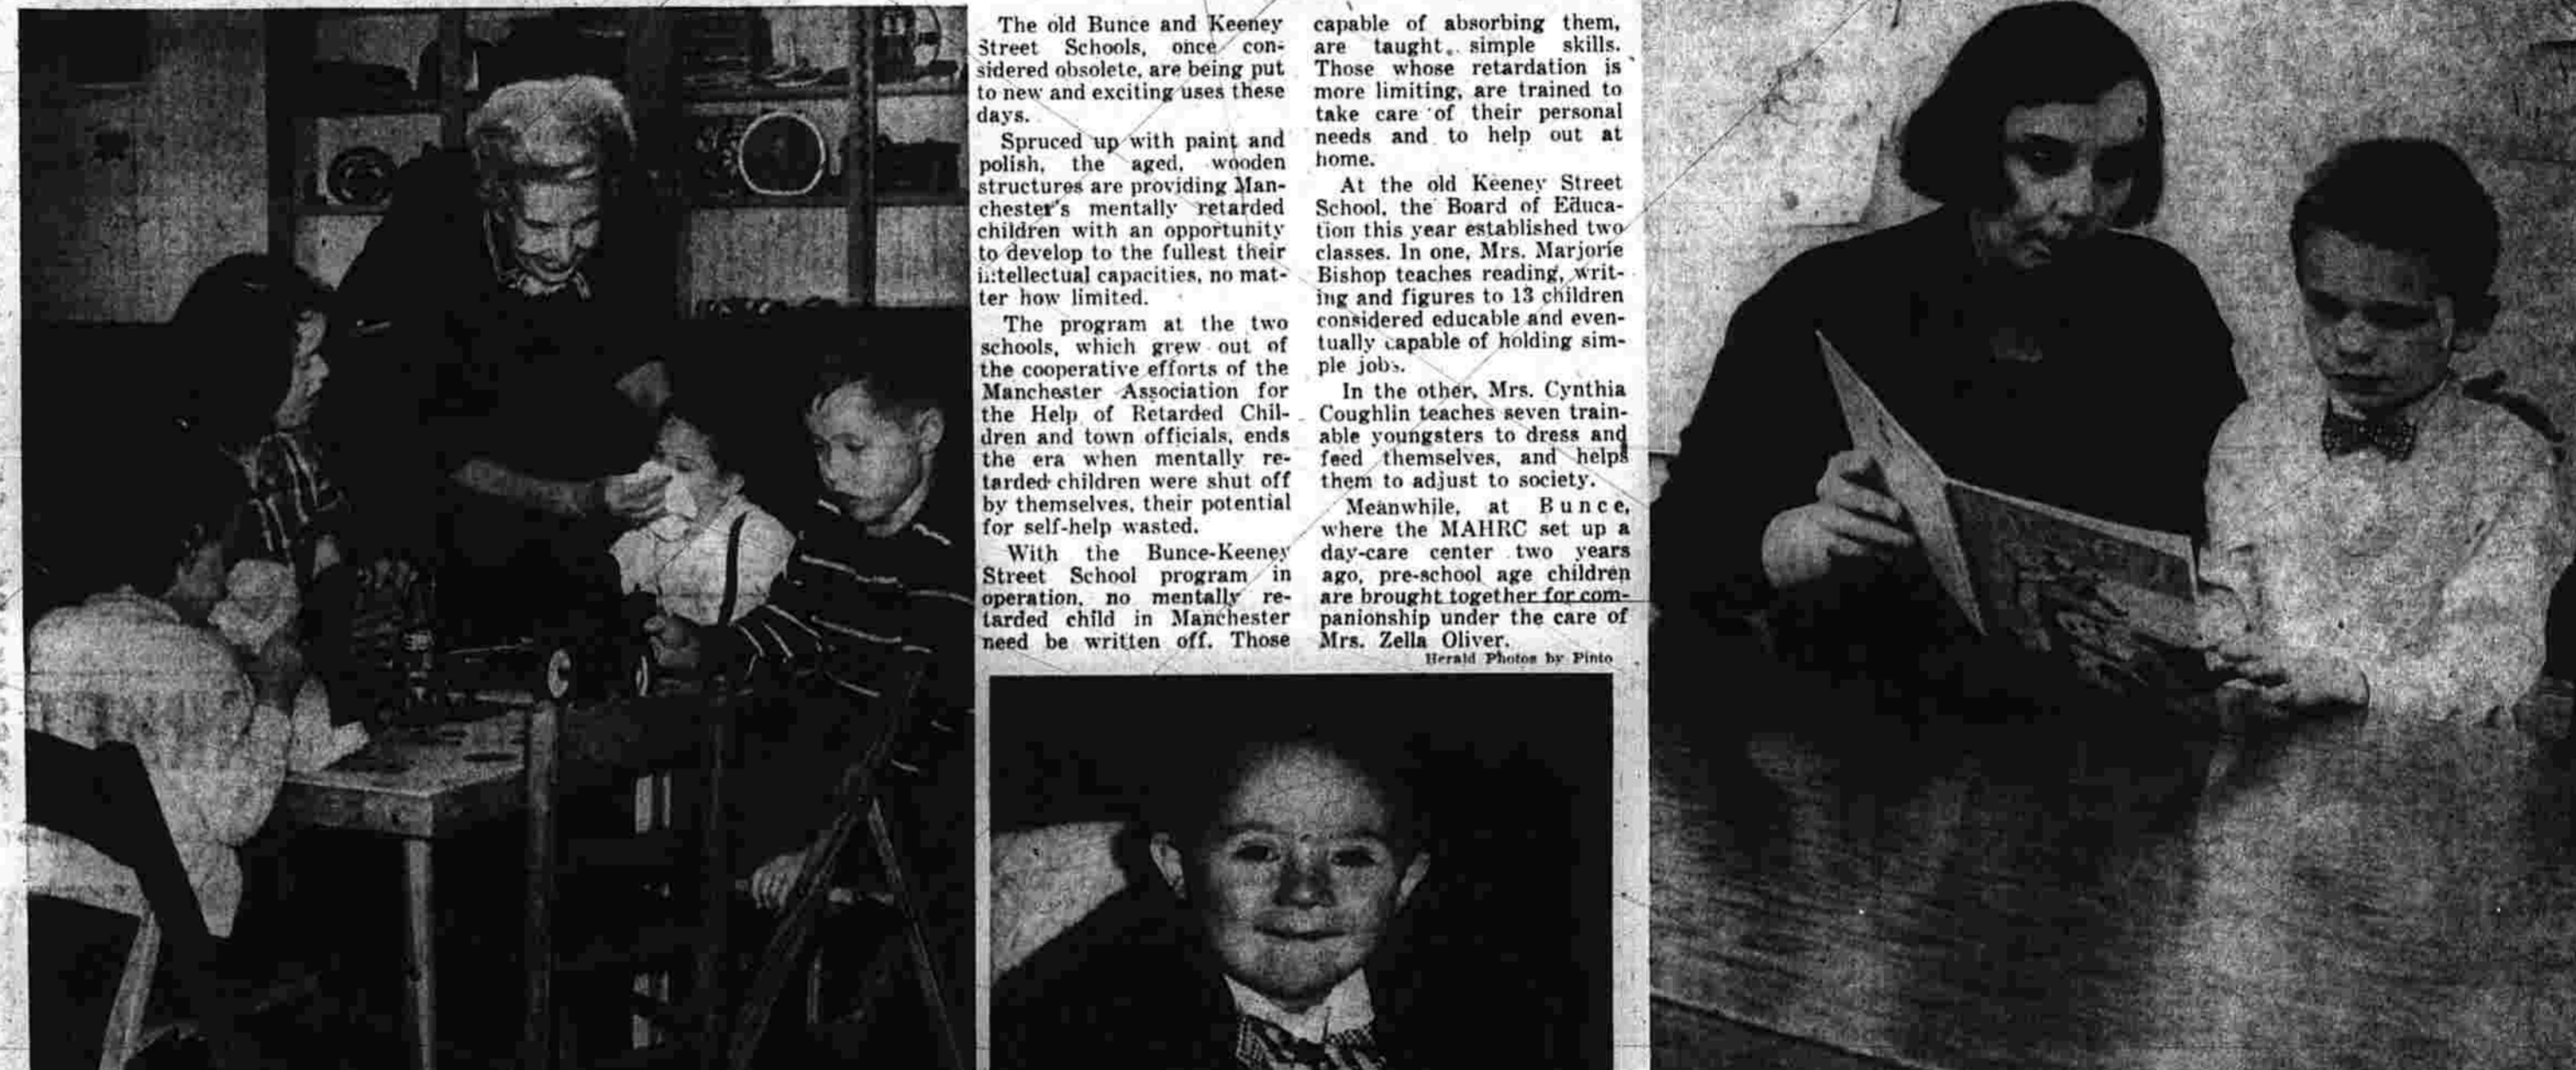 The old Bunce and Keeney
Street Schools, once con-
sidered obsolete, are being put
to new and exciting uses these
days.
Spruced up with paint and
polish, the aged, wooden
structures are providing Man-
chester's mentally retarded
children with an opportunity
to develop to the fullest their
intellectual capacities, no mat-
ter how limited.
The program at the two
schools, which grew out of
the cooperative efforts of the
Manchester Association for
the Help of Retarded Chil-
dren and town officials, ends
the era when mentally re-
tarded children were shut off
by themselves, their potential
for self-help wasted.
With the Bunce-Keeney
Street School program in
operation, no mentally re-
tarded child in Manchester
need be written off. Those
capable of absorbing them,
are taught simple skills.
Those whose retardation is
more limiting, are trained to
take care of their personal
needs and to help out at
home.
At the old Keeney Street
School, the Board of Educa-
tion this year established two
classes. In one, Mrs. Marjorie
Bishop teaches reading, writ-
ing and figures to 13 children
considered educable and even-
tually capable of holding sim-
ple jobs.
In the other, Mrs. Cynthia
Coughlin teaches seven train-
able youngsters to dress and
feed themselves, and helps
them to adjust to society.
Meanwhile, at Bunce,
where the MAHRC set up a
day-care center two years
ago, pre-school age children
are brought together for com-
panionship under the care of
Mrs. Zella Oliver.
Herald Photos by Pinto